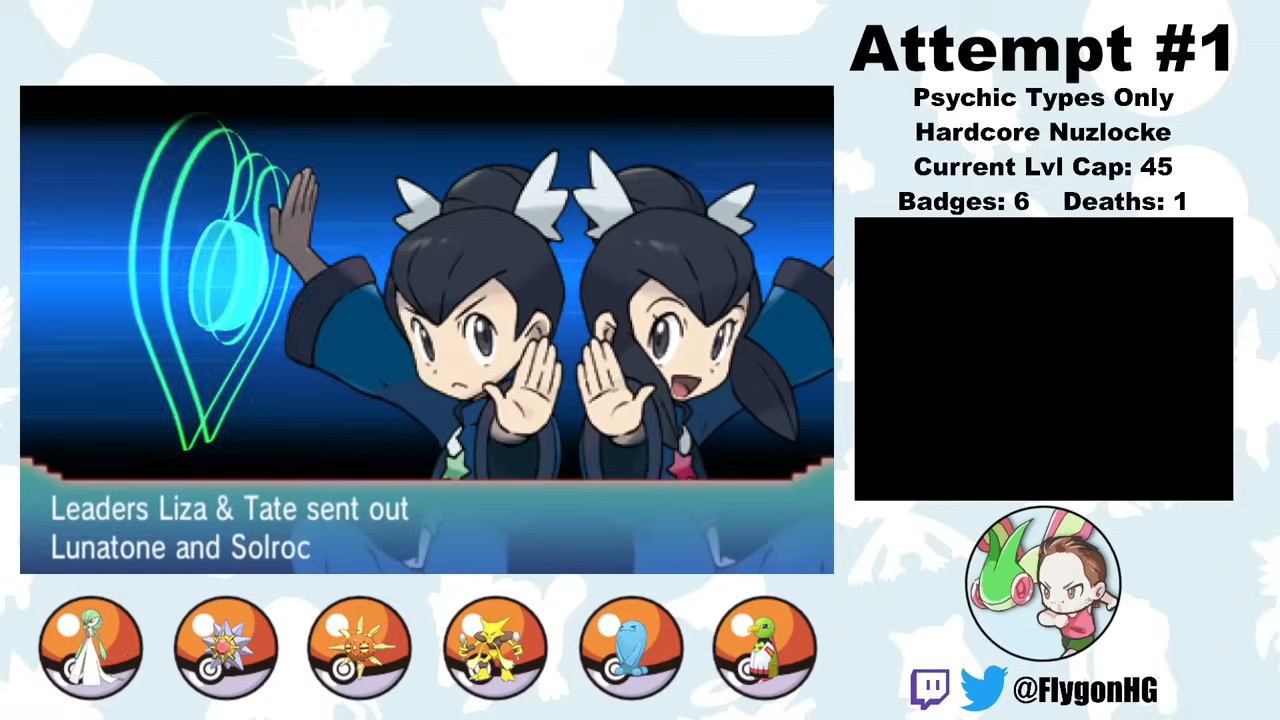 Attempt #1
Psychic Types Only
Hardcore Nuzlocke
Current Lvl Cap: 45
Badges: 6 Deaths: 1
Leaders Liza & Tate sent out
Lunatone and Solroc
@FlygonHG